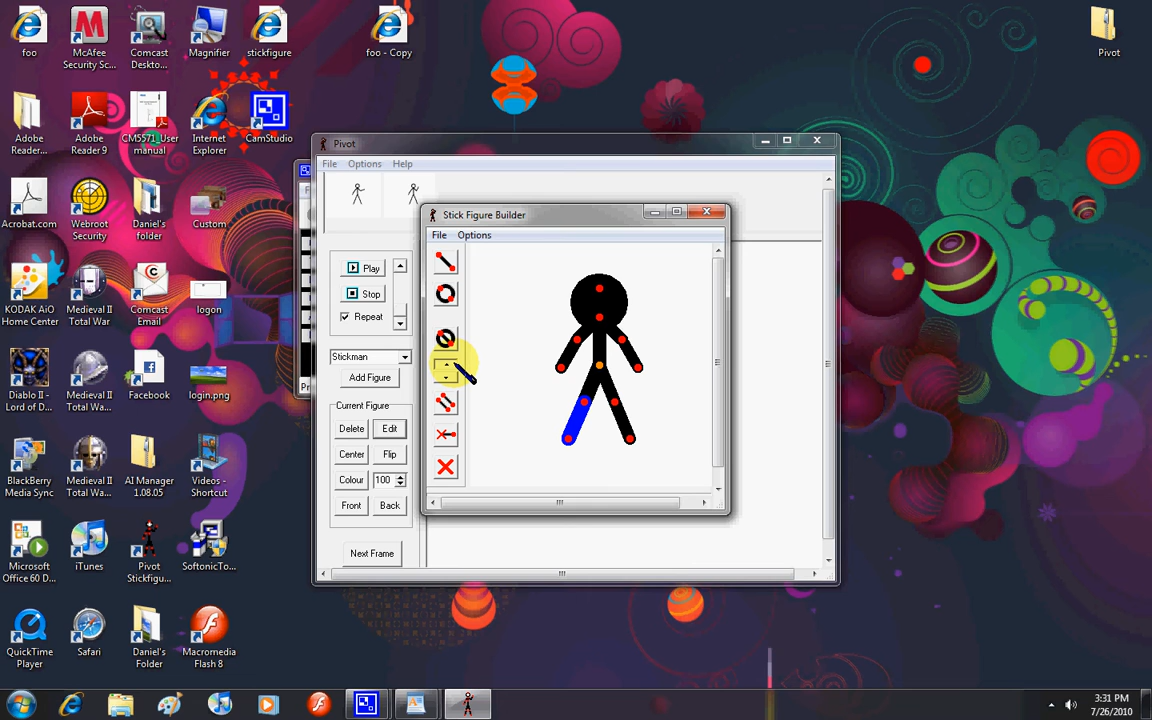 foo
McAfee
Security Sc...
Comcast
Deskto...
Magnifier
stickfigure
foo - Copy
Pivot
Adobe
Reader...
Adobe
Reader 9
CM5571_User
manual
Internet
Explorer
CamStudio
Acrobat.com
Webroot
Security
Daniel's
folder
Custom
KODAK AiO
Home Center
Medieval II
Total War
Comcast
Email
logon
Diablo II -
Lord of D...
Medieval II
Total Wa...
Facebook
login.png
BlackBerry
Media Sync
Medieval II
Total Wa...
AI Manager
1.08.05
Videos -
Shortcut
Microsoft
Office 60 D...
iTunes
Pivot
Stickfigu...
SoftonicTo...
QuickTime
Player
Safari
Daniel's
Folder
Macromedia
Flash 8
Pivot
File Options Help
Play
Stop
Repeat
Stickman
Add Figure
Current Figure
Delete Edit
Center Flip
Colour 100
Front Back
Next Frame
Stick Figure Builder
File Options
3:31 PM
7/26/2010